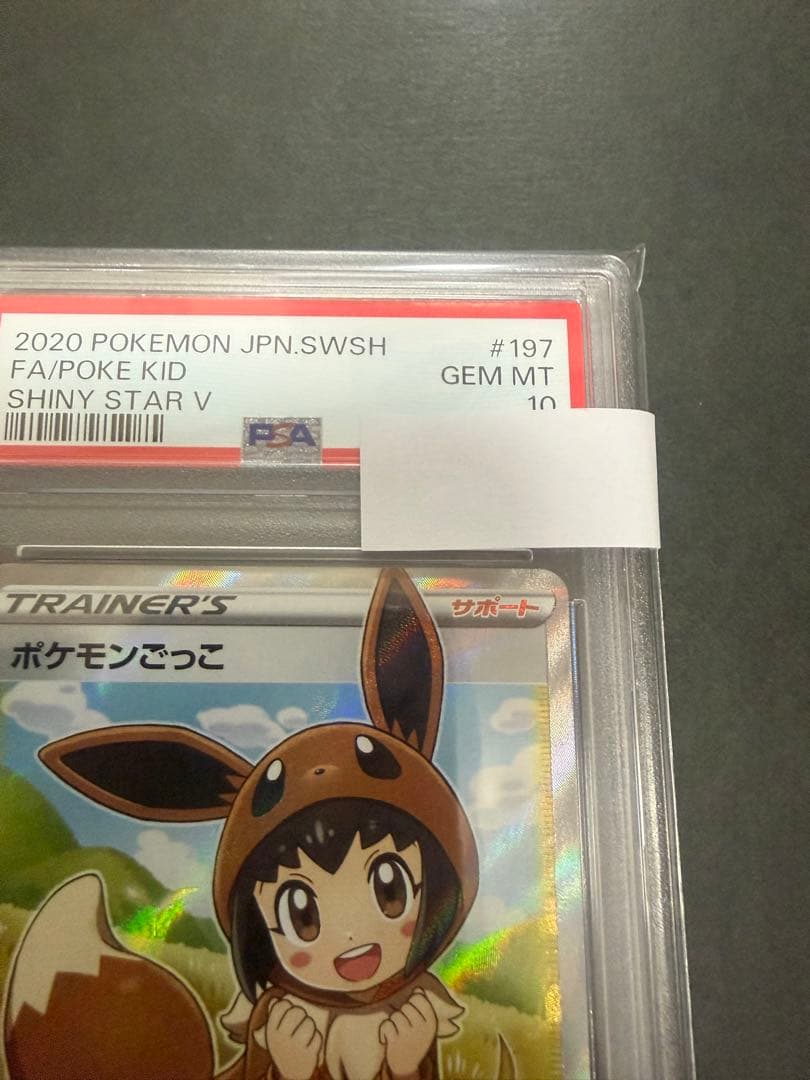 2020 POKEMON JPN.SWSH #197
FA/POKE KID GEM MT
SHINY STAR V 10
PSA
TRAINER'S サポート
ポケモンごっこ